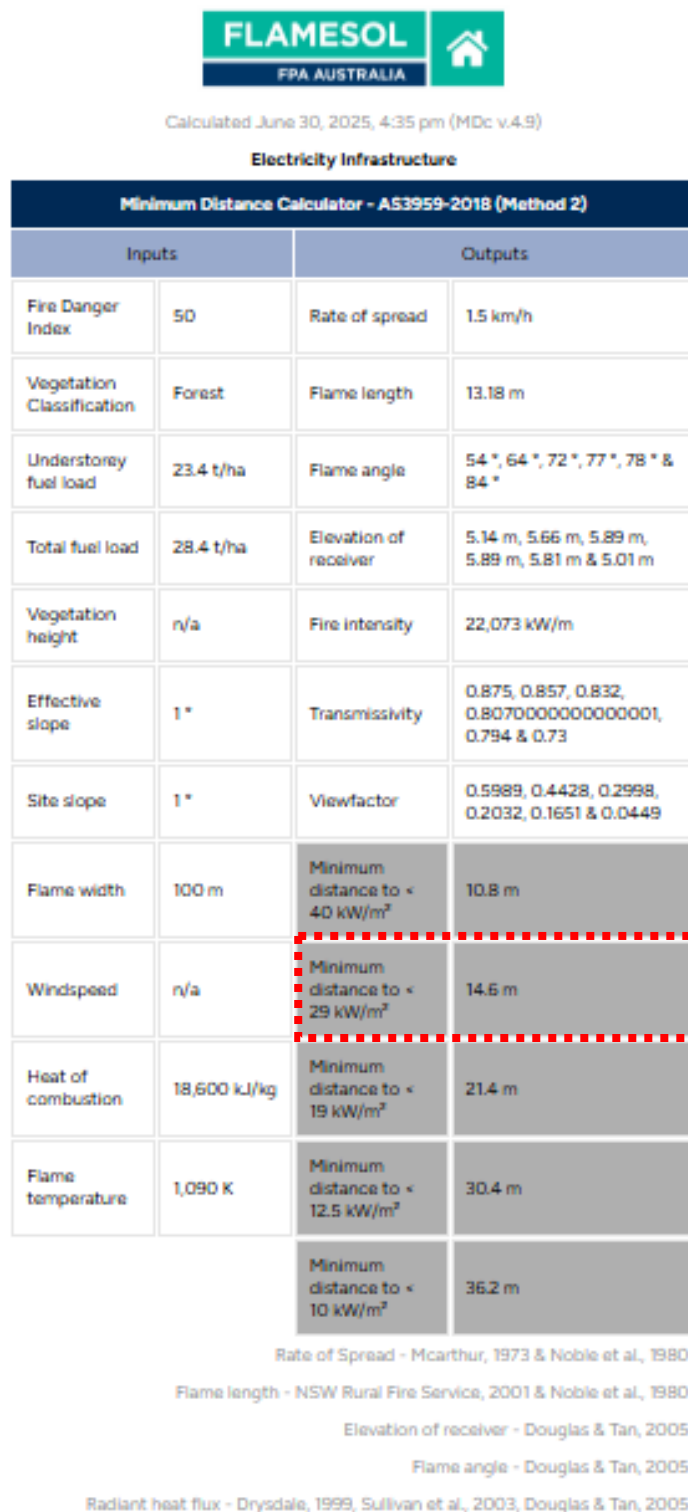 FLAMESOL
FPA AUSTRALIA
Calculated June 30, 2025, 4:35 pm (MDc v.4.9)
Electricity Infrastructure
Minimum Distance Calculator - AS3959-2018 (Method 2)
Inputs
Outputs
Fire Danger
Index
50
Rate of spread
1.5 km/h
Vegetation
Classification
Forest
Flame length
13.18 m
Understorey
fuel load
23.4 t/ha
Flame angle
54 °, 64 °, 72 °, 77 °, 78 ° &
84 °
Total fuel load
28.4 t/ha
Elevation of
receiver
5.14 m, 5.66 m, 5.89 m,
5.89 m, 5.81 m & 5.01 m
Vegetation
height
n/a
Fire intensity
22,073 kW/m
Effective
slope
1 °
Transmissivity
0.875, 0.857, 0.832,
0.8070000000000001,
0.794 & 0.73
Site slope
1 °
Viewfactor
0.5989, 0.4428, 0.2998,
0.2032, 0.1651 & 0.0449
Flame width
100 m
Minimum
distance to <
40 kW/m²
10.8 m
Windspeed
n/a
Minimum
distance to <
29 kW/m²
14.6 m
Heat of
combustion
18,600 kJ/kg
Minimum
distance to <
19 kW/m²
21.4 m
Flame
temperature
1,090 K
Minimum
distance to <
12.5 kW/m²
30.4 m
Minimum
distance to <
10 kW/m²
36.2 m
Rate of Spread - Mcarthur, 1973 & Noble et al., 1980
Flame length - NSW Rural Fire Service, 2001 & Noble et al., 1980
Elevation of receiver - Douglas & Tan, 2005
Flame angle - Douglas & Tan, 2005
Radiant heat flux - Drysdale, 1999, Sullivan et al., 2003, Douglas & Tan, 2005